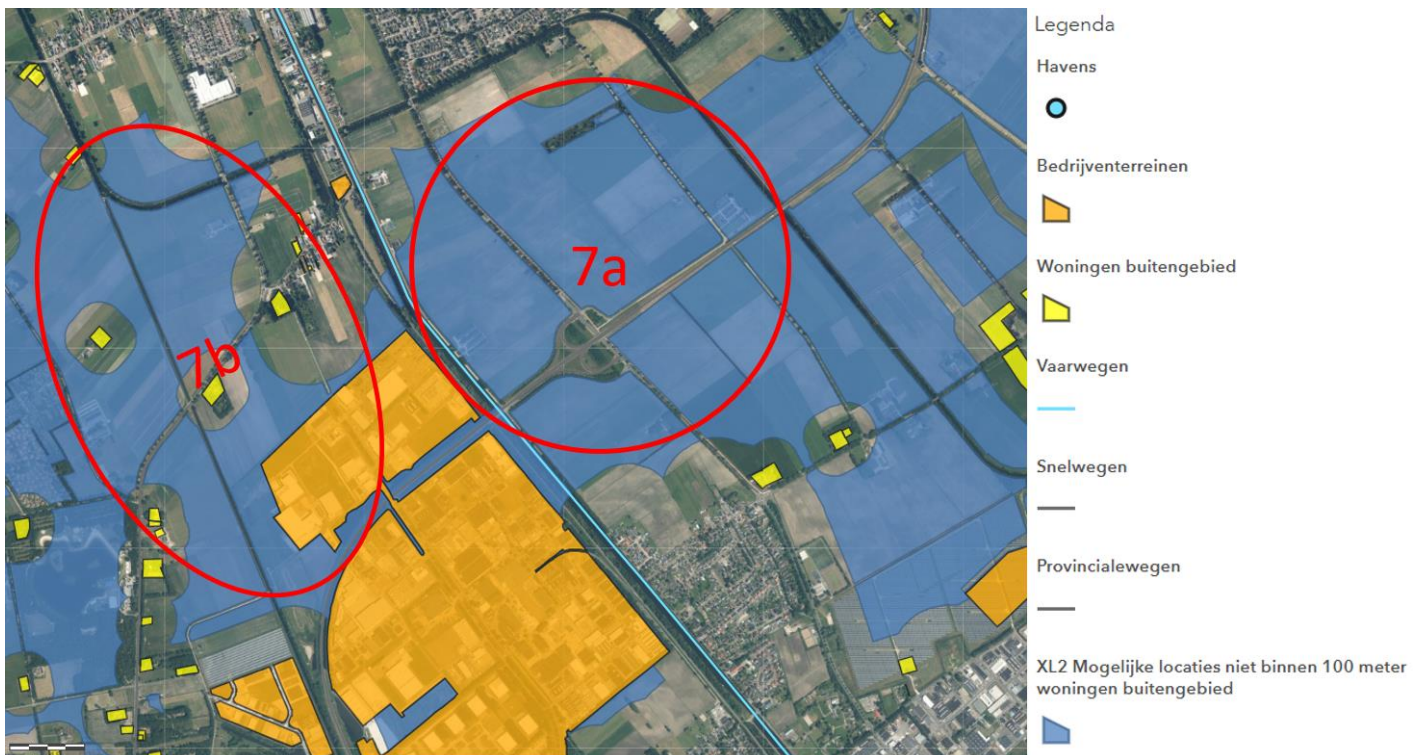 7a
7b
Legenda
Havens
Bedrijventerreinen
Woningen buitengebied
Vaarwegen
Snelwegen
Provincialewegen
XL2 Mogelijke locaties niet binnen 100 meter
woningen buitengebied